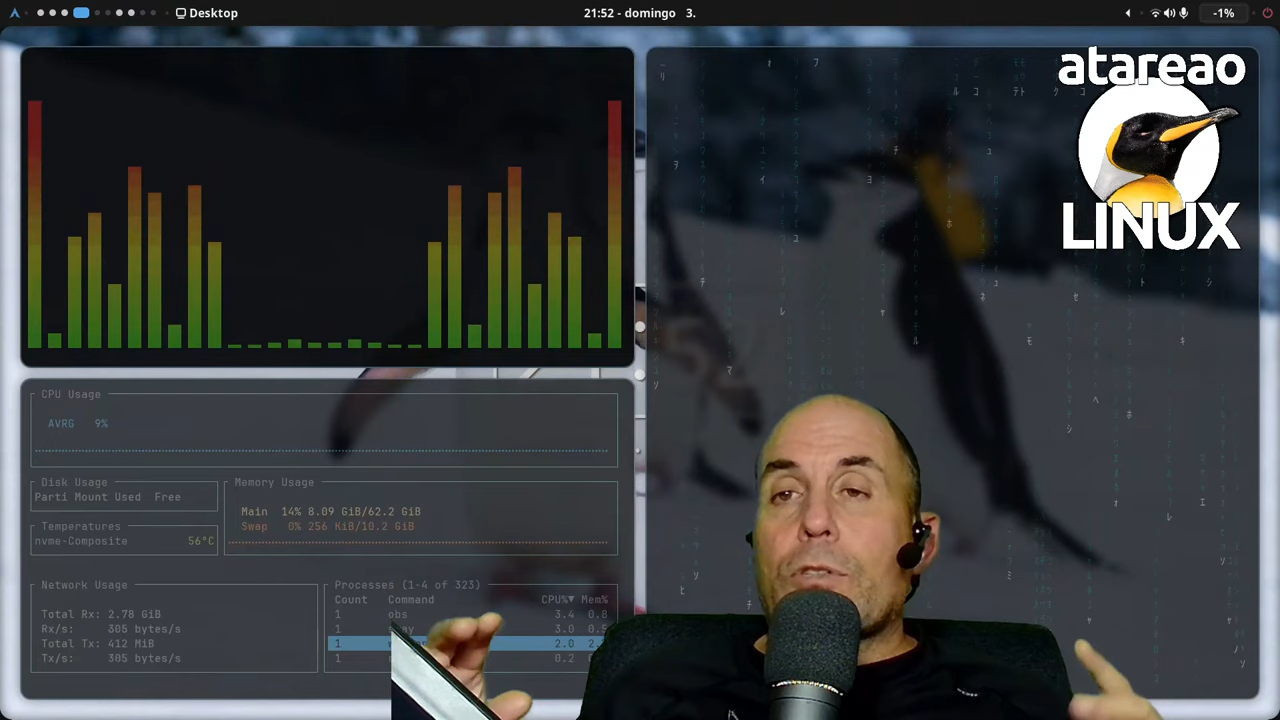 Desktop
21:52 - domingo 3.
-1%
atareao
LINUX
CPU Usage
AVRG 9%
Disk Usage
Parti Mount Used Free
Temperatures
nvme-Composite 56°C
Memory Usage
Main 14% 8.09 GiB/62.2 GiB
Swap 0% 256 KiB/10.2 GiB
Network Usage
Total Rx: 2.78 GiB
Rx/s: 305 bytes/s
Total Tx: 412 MiB
Tx/s: 305 bytes/s
Processes (1-4 of 323)
Count Command CPU%▼ Mem%
1 obs 3.4 0.8
1 3.0
1 2.0
1 0.2